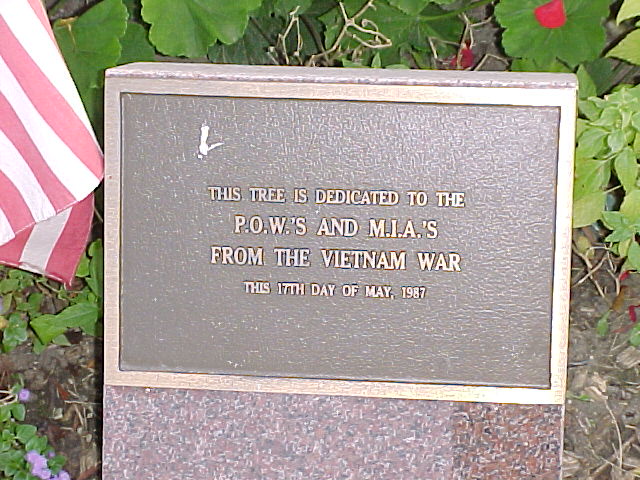 THIS TREE IS DEDICATED TO THE
P.O.W.'S AND M.I.A.'S
FROM THE VIETNAM WAR
THIS 17TH DAY OF MAY, 1987